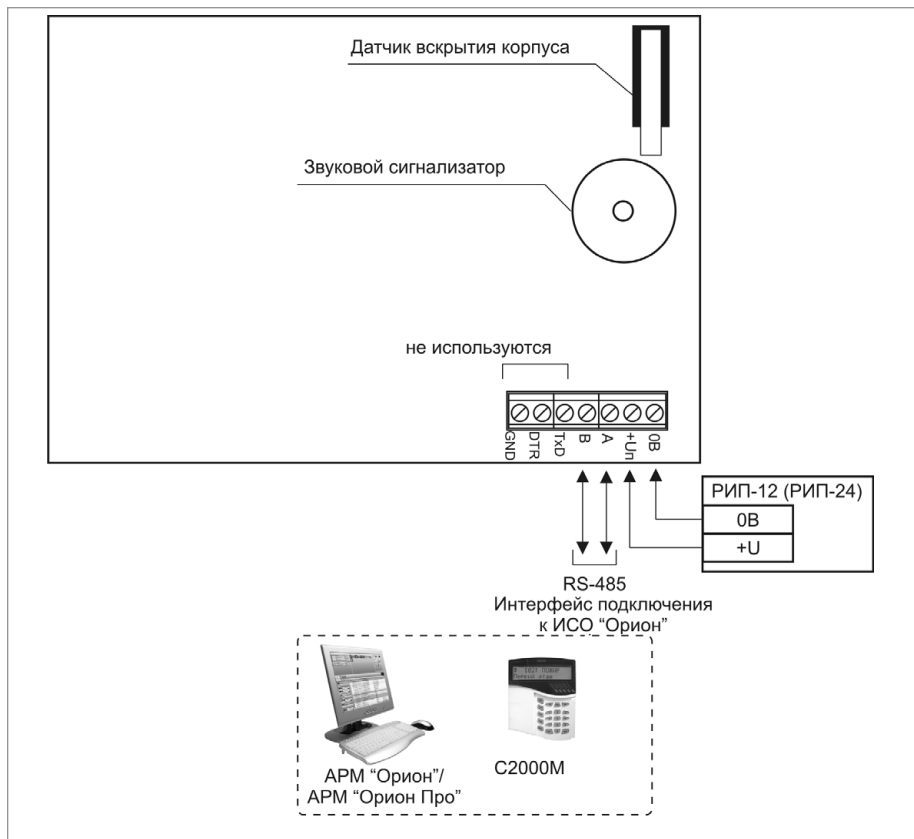 Датчик вскрытия корпуса
Звуковой сигнализатор
не используются
GND
DTR
TxD
B
A
+Uп
0В
РИП-12 (РИП-24)
0В
+U
RS-485
Интерфейс подключения
к ИСО “Орион”
АРМ “Орион”/
АРМ “Орион Про”
С2000М